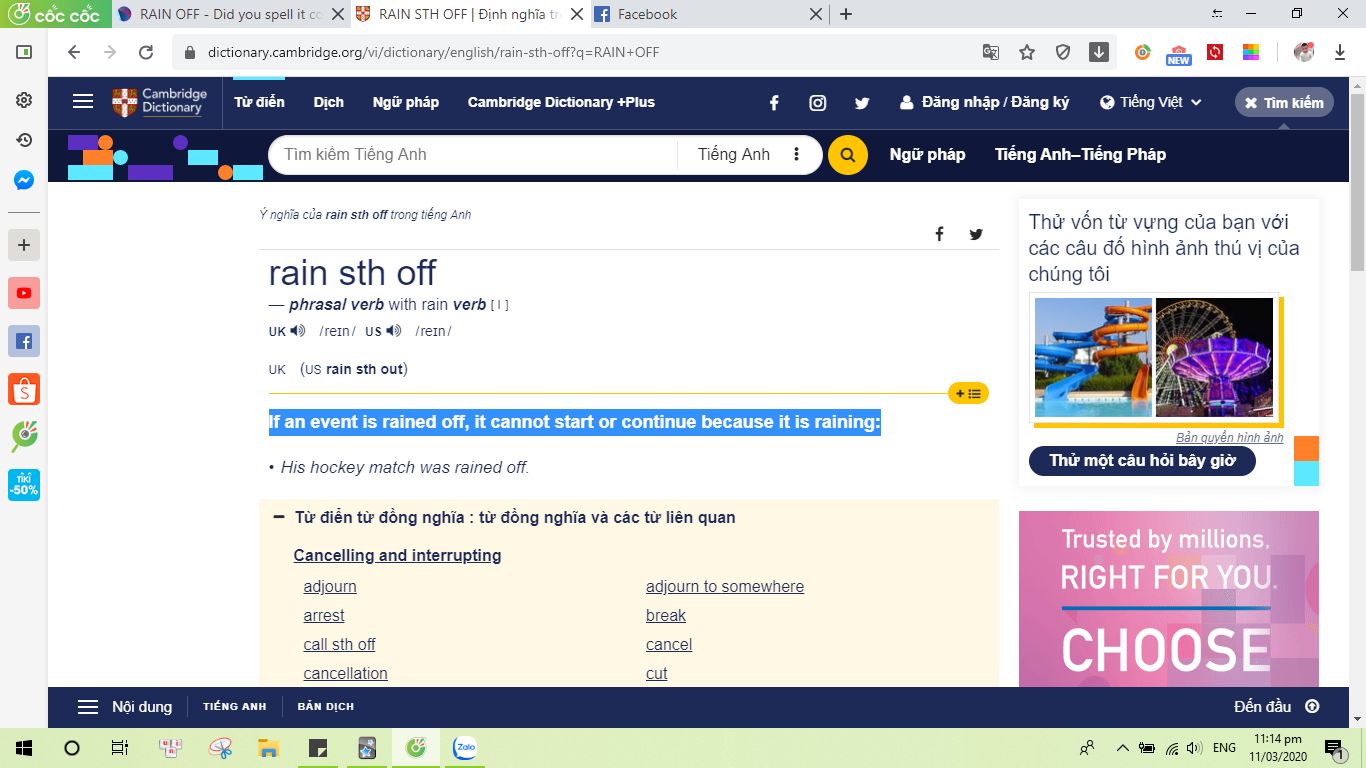 cốc cốc
RAIN OFF - Did you spell it co
RAIN STH OFF | Định nghĩa tr
Facebook
dictionary.cambridge.org/vi/dictionary/english/rain-sth-off?q=RAIN+OFF
NEW
Cambridge
Dictionary
Từ điển Dịch Ngữ pháp Cambridge Dictionary +Plus
Đăng nhập / Đăng ký
Tiếng Việt
Tìm kiếm
Tìm kiếm Tiếng Anh
Tiếng Anh
Ngữ pháp Tiếng Anh–Tiếng Pháp
Ý nghĩa của rain sth off trong tiếng Anh
rain sth off
— phrasal verb with rain verb [ I ]
UK /reɪn/ US /reɪn/
UK (US rain sth out)
If an event is rained off, it cannot start or continue because it is raining:
• His hockey match was rained off.
Từ điển từ đồng nghĩa : từ đồng nghĩa và các từ liên quan
Cancelling and interrupting
adjourn
adjourn to somewhere
arrest
break
call sth off
cancel
cancellation
cut
Thử vốn từ vựng của bạn với
các câu đố hình ảnh thú vị của
chúng tôi
Bản quyền hình ảnh
Thử một câu hỏi bây giờ
Trusted by millions,
RIGHT FOR YOU.
CHOOSE
TIKI
-50%
Nội dung TIẾNG ANH BẢN DỊCH
Đến đầu
Zalo
ENG
11:14 pm
11/03/2020
1